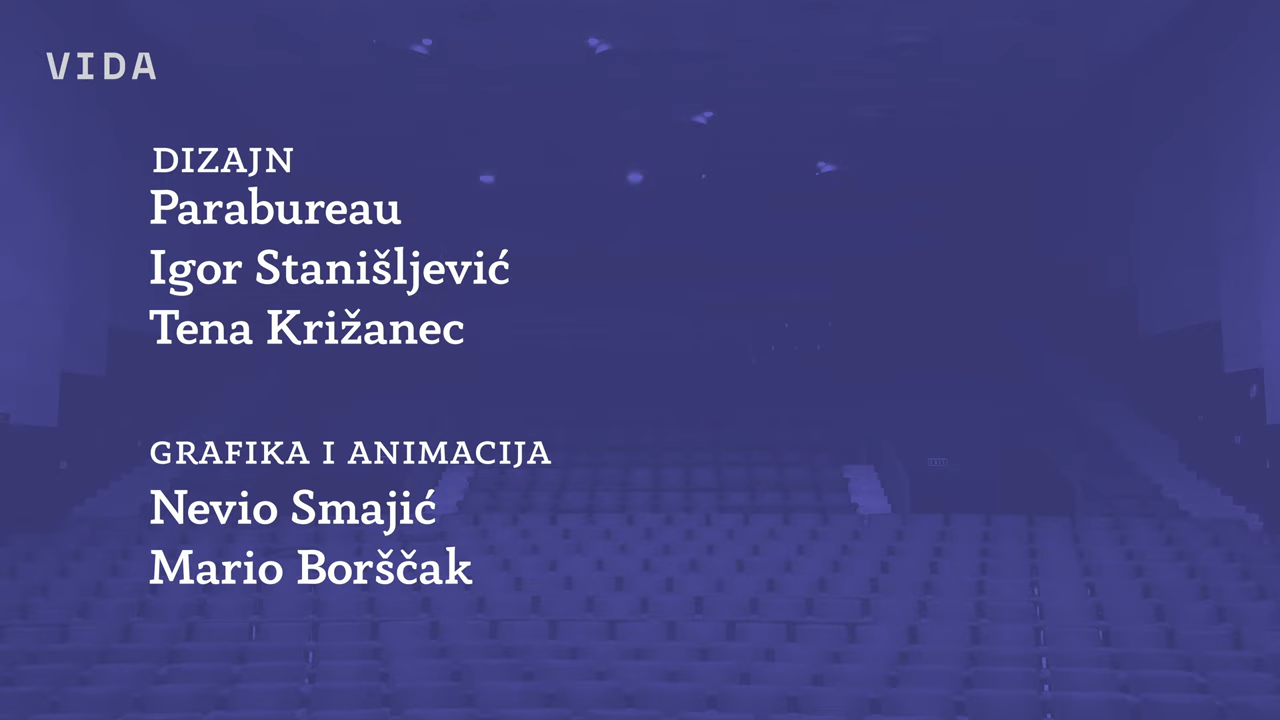 VIDA
DIZAJN
Parabureau
Igor Stanišljević
Tena Križanec
GRAFIKA I ANIMACIJA
Nevio Smajić
Mario Borščak